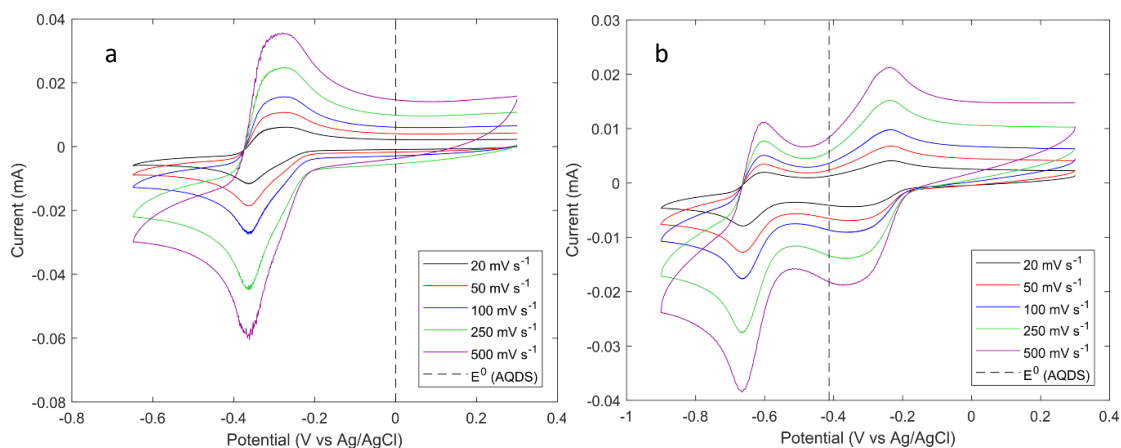 a
0.04
0.02
0
-0.02
-0.04
-0.06
-0.08
-0.8 -0.6 -0.4 -0.2 0 0.2 0.4
Current (mA)
Potential (V vs Ag/AgCl)
20 mV s⁻¹
50 mV s⁻¹
100 mV s⁻¹
250 mV s⁻¹
500 mV s⁻¹
E⁰ (AQDS)
b
0.03
0.02
0.01
0
-0.01
-0.02
-0.03
-0.04
-1 -0.8 -0.6 -0.4 -0.2 0 0.2 0.4
Current (mA)
Potential (V vs Ag/AgCl)
20 mV s⁻¹
50 mV s⁻¹
100 mV s⁻¹
250 mV s⁻¹
500 mV s⁻¹
E⁰ (AQDS)